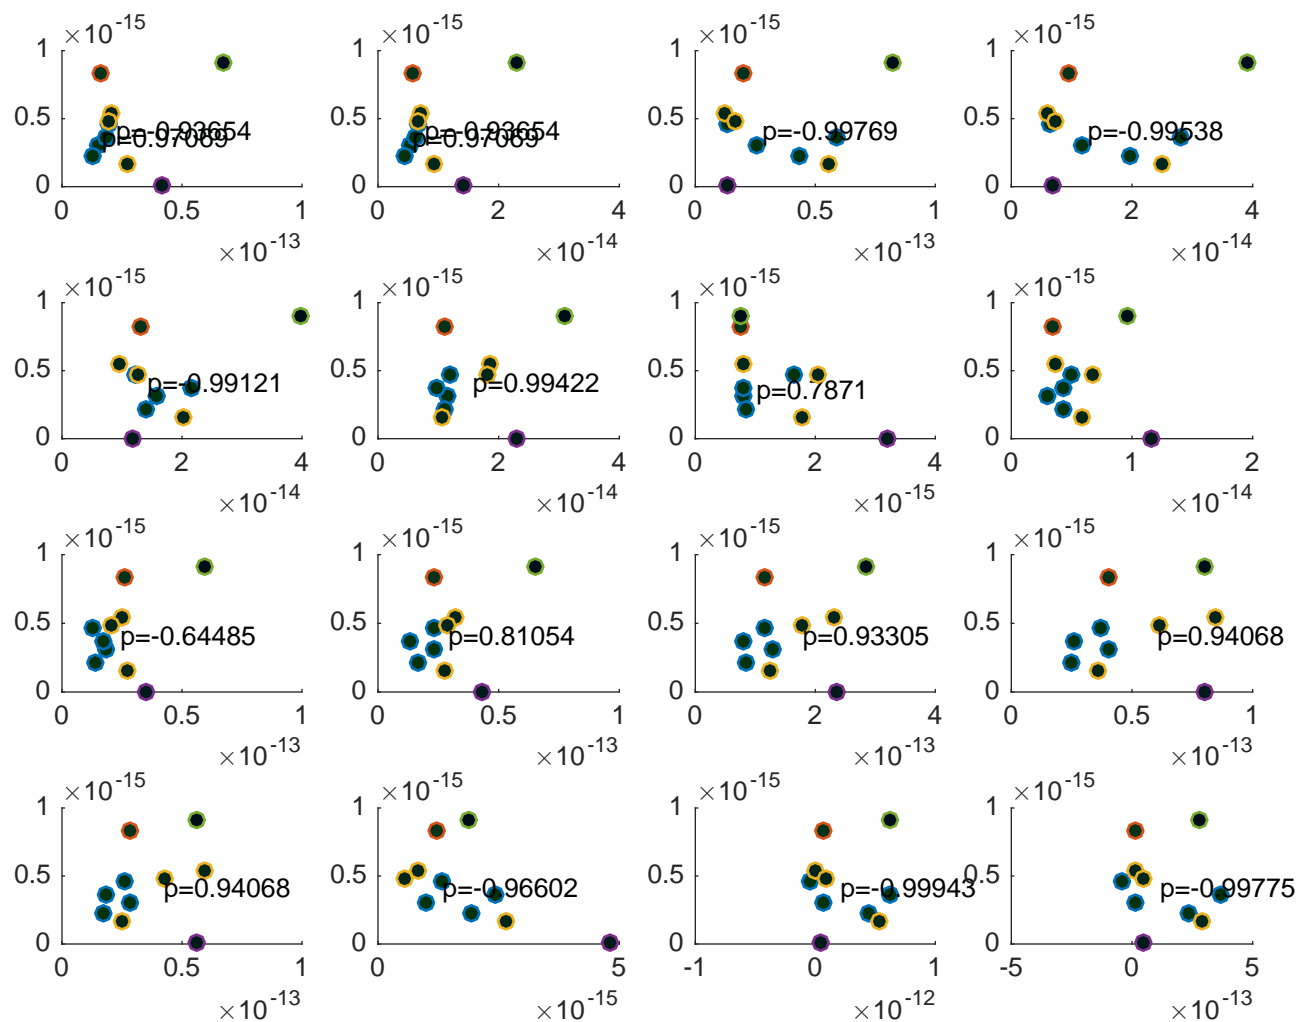 ×10-15 ×10-15 ×10-15 ×10-15
1 1 1 1
0.5 p=-0.93654 0.5 p=-0.93654 0.5 p=-0.99769 0.5 p=-0.99538
p=0.97069 p=0.97069
0 0 0 0
0 0.5 1 0 2 4 0 0.5 1 0 2 4
×10-13 ×10-14 ×10-13 ×10-14
×10-15 ×10-15 ×10-15 ×10-15
1 1 1 1
0.5 p=-0.99121 0.5 p=0.99422 0.5 p=0.7871 0.5
0 0 0 0
0 2 4 0 2 4 0 2 4 0 1 2
×10-14 ×10-14 ×10-15 ×10-14
×10-15 ×10-15 ×10-15 ×10-15
1 1 1 1
0.5 p=-0.64485 0.5 p=0.81054 0.5 p=0.93305 0.5 p=0.94068
0 0 0 0
0 0.5 1 0 0.5 1 0 2 4 0 0.5 1
×10-13 ×10-13 ×10-13 ×10-13
×10-15 ×10-15 ×10-15 ×10-15
1 1 1 1
0.5 p=0.94068 0.5 p=-0.96602 0.5 p=-0.99943 0.5 p=-0.99775
0 0 0 0
0 0.5 1 0 5 -1 0 1 -5 0 5
×10-13 ×10-15 ×10-12 ×10-13